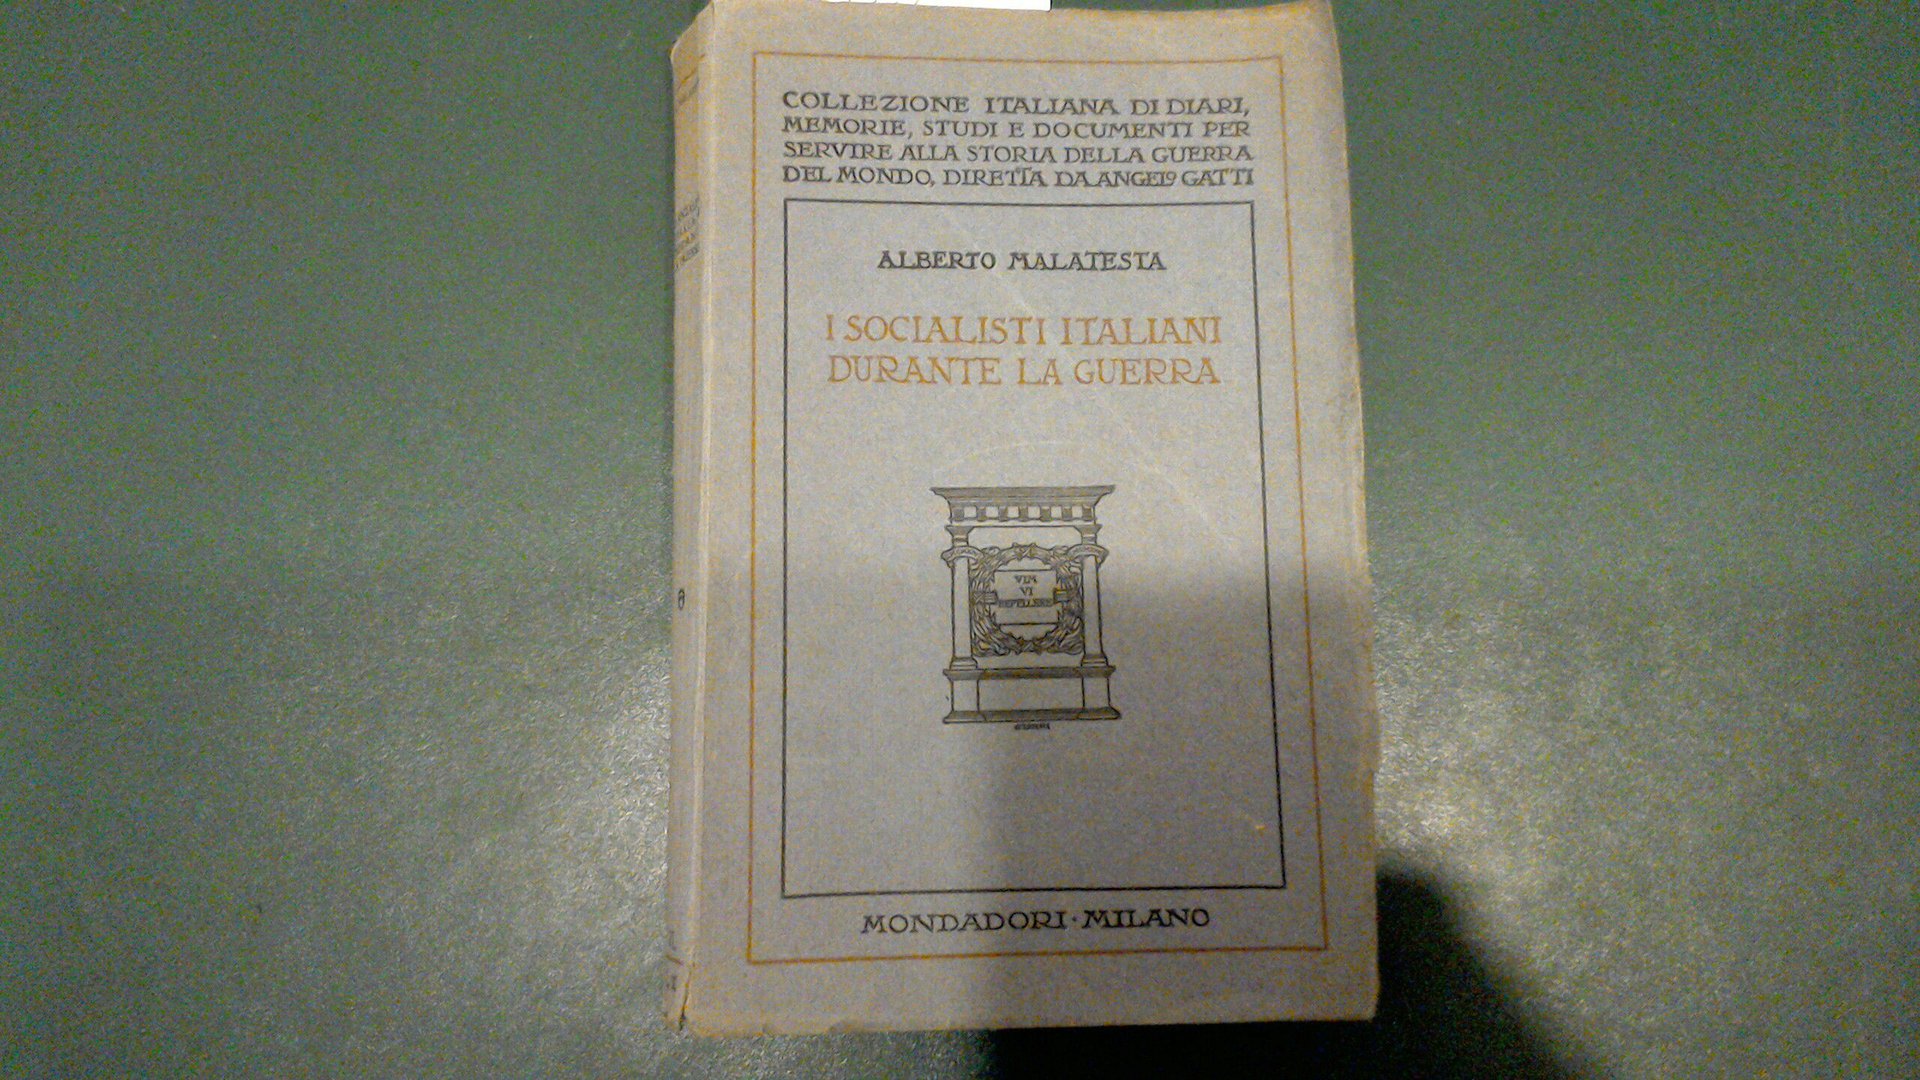 COLLEZIONE ITALIANA DI DIARI,
MEMORIE, STUDI E DOCUMENTI PER
SERVIRE ALLA STORIA DELLA GUERRA
DEL MONDO, DIRETTA DA ANGELO GATTI
ALBERTO MALATESTA
I SOCIALISTI ITALIANI
DURANTE LA GUERRA
VIM
VI
REPELLERE
MONDADORI · MILANO